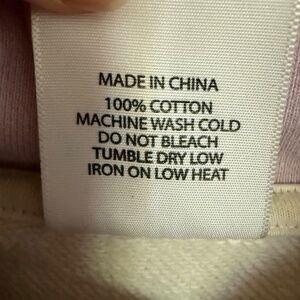 MADE IN CHINA
100% COTTON
MACHINE WASH COLD
DO NOT BLEACH
TUMBLE DRY LOW
IRON ON LOW HEAT